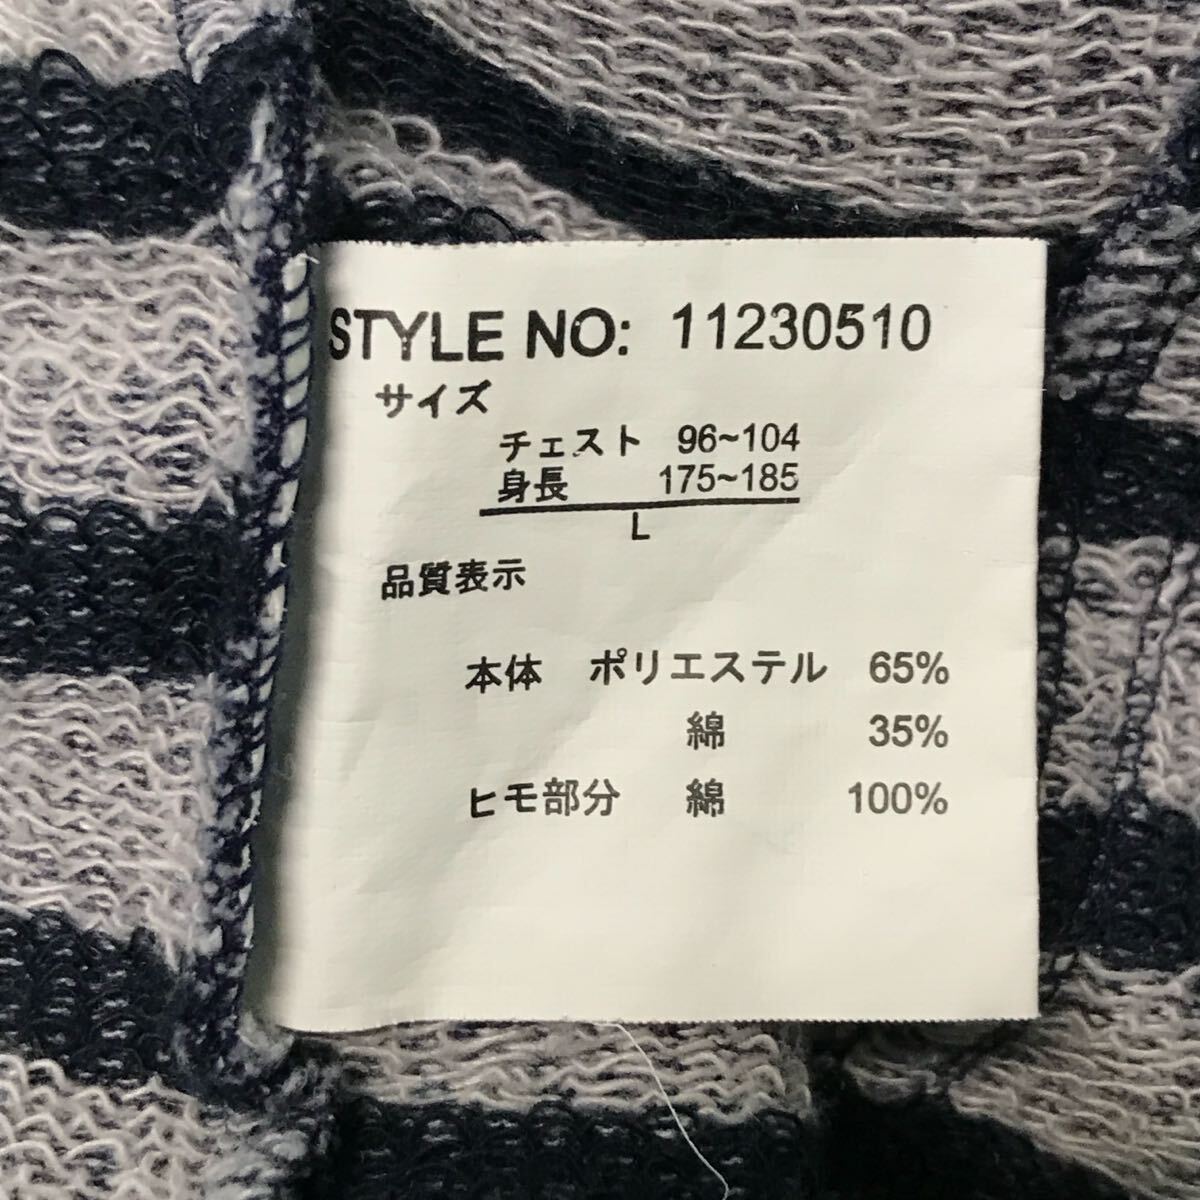 STYLE NO: 11230510
サイズ
チェスト 96~104
身長 175~185
L
品質表示
本体 ポリエステル 65%
綿 35%
ヒモ部分 綿 100%